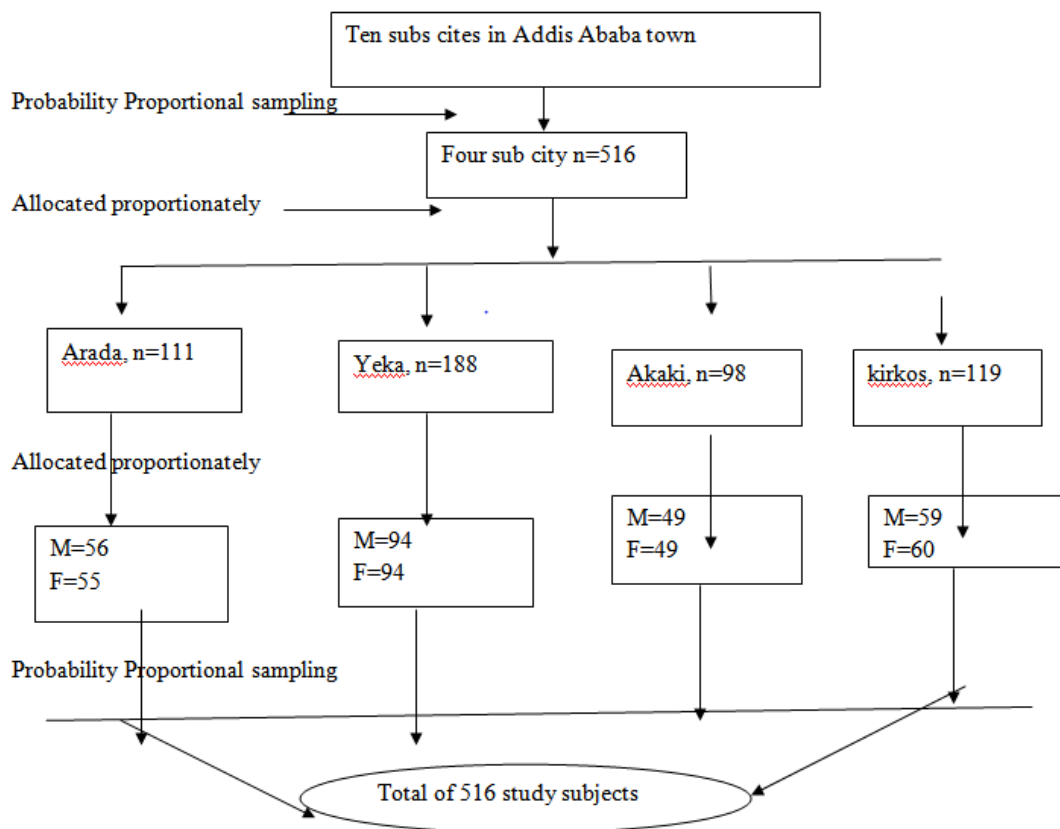 Ten subs cites in Addis Ababa town
Probability Proportional sampling
Four sub city n=516
Allocated proportionately
Arada, n=111
Yeka, n=188
Akaki, n=98
kirkos, n=119
Allocated proportionately
M=56
F=55
M=94
F=94
M=49
F=49
M=59
F=60
Probability Proportional sampling
Total of 516 study subjects